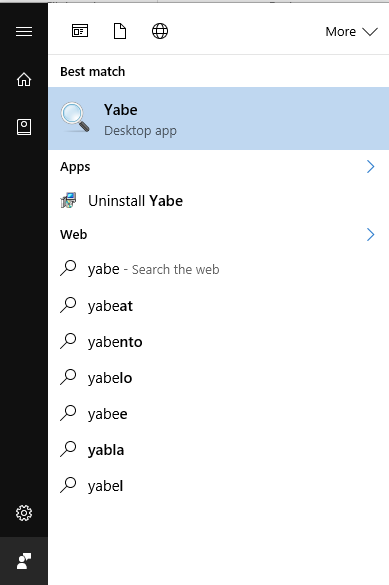 More
Best match
Yabe
Desktop app
Apps
Uninstall Yabe
Web
yabe - Search the web
yabeat
yabento
yabelo
yabee
yabla
yabel